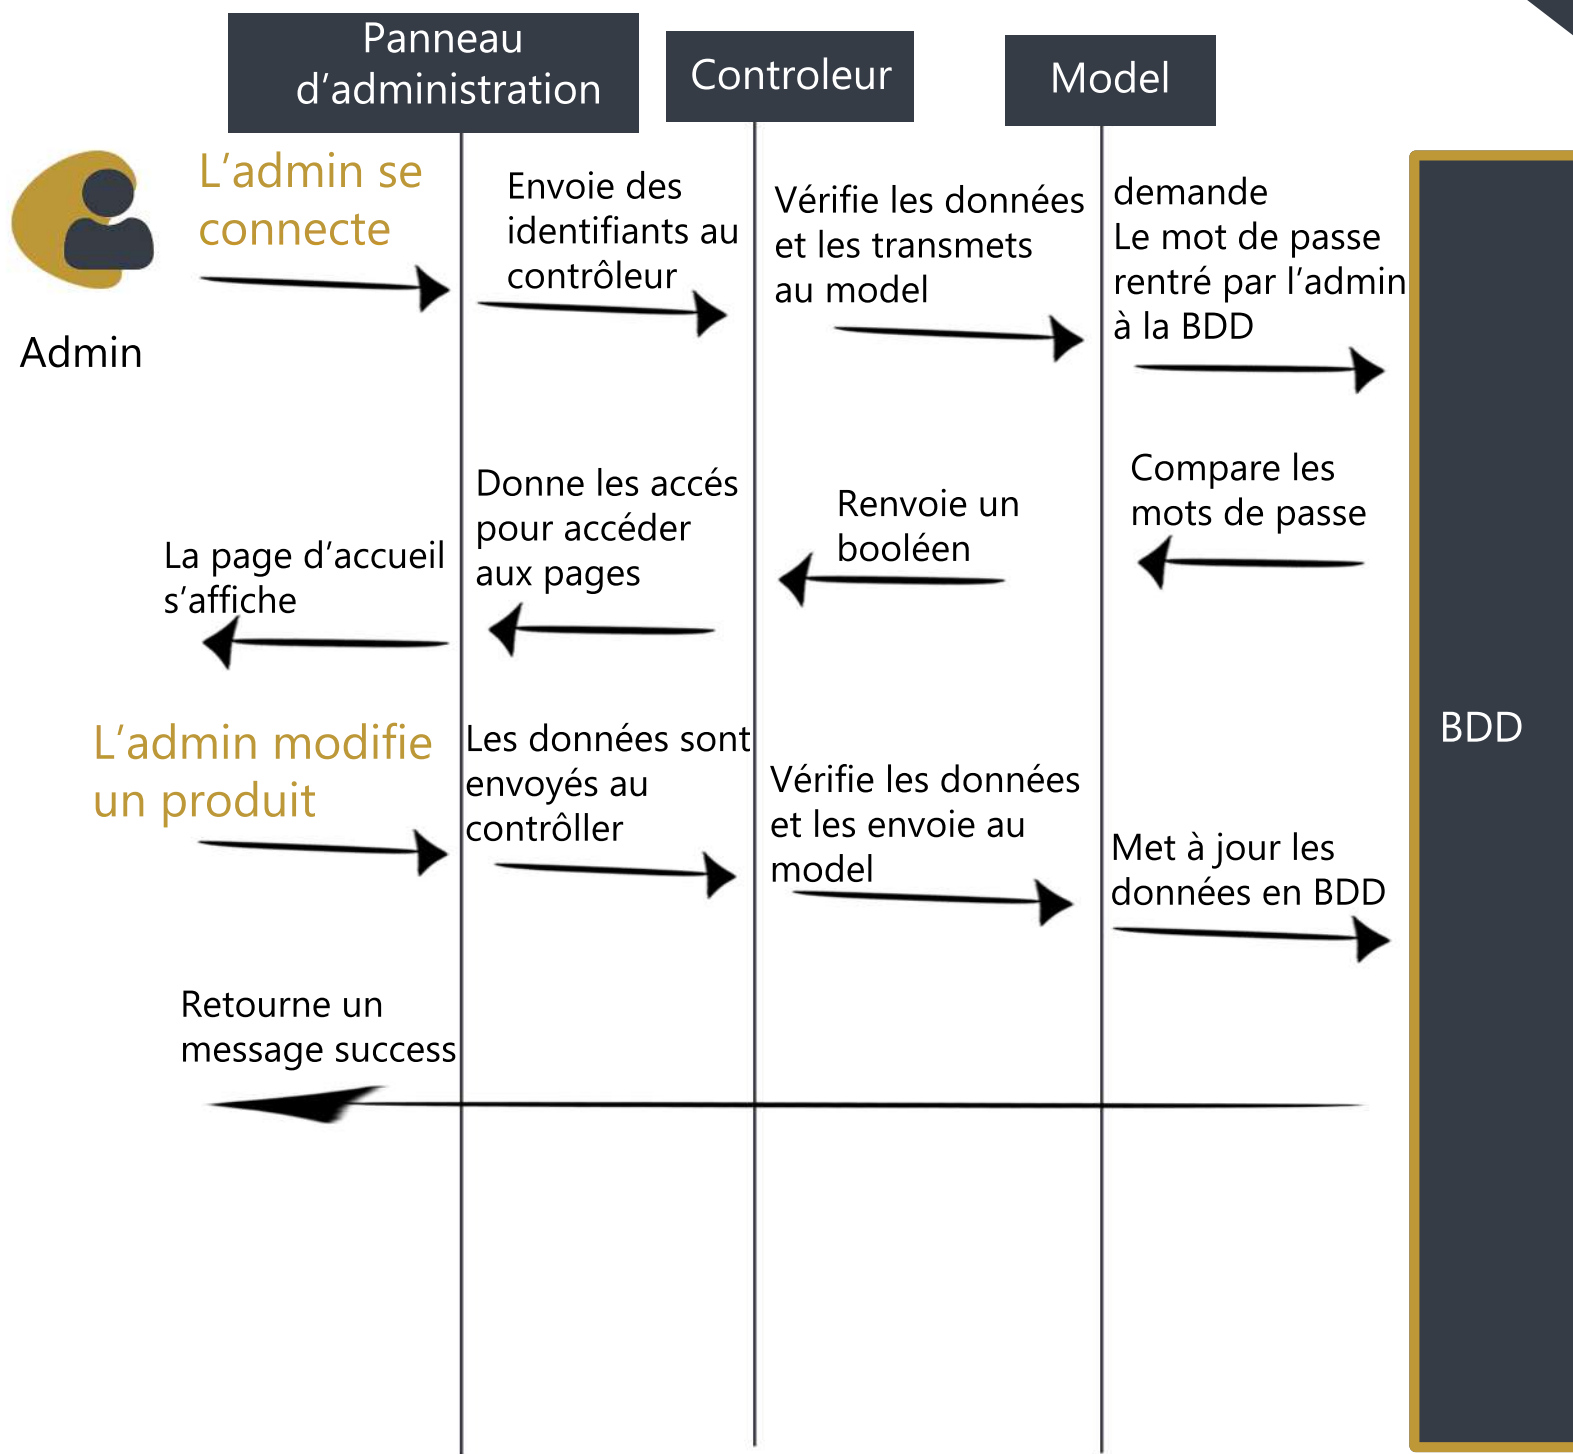 Panneau
d'administration
Controleur
Model
L'admin se
connecte
Envoie des
identifiants au
contrôleur
Vérifie les données
et les transmets
au model
demande
Le mot de passe
rentré par l'admin
à la BDD
Admin
Compare les
mots de passe
Renvoie un
booléen
Donne les accés
pour accéder
aux pages
La page d'accueil
s'affiche
L'admin modifie
un produit
Les données sont
envoyés au
contrôller
Vérifie les données
et les envoie au
model
Met à jour les
données en BDD
BDD
Retourne un
message success